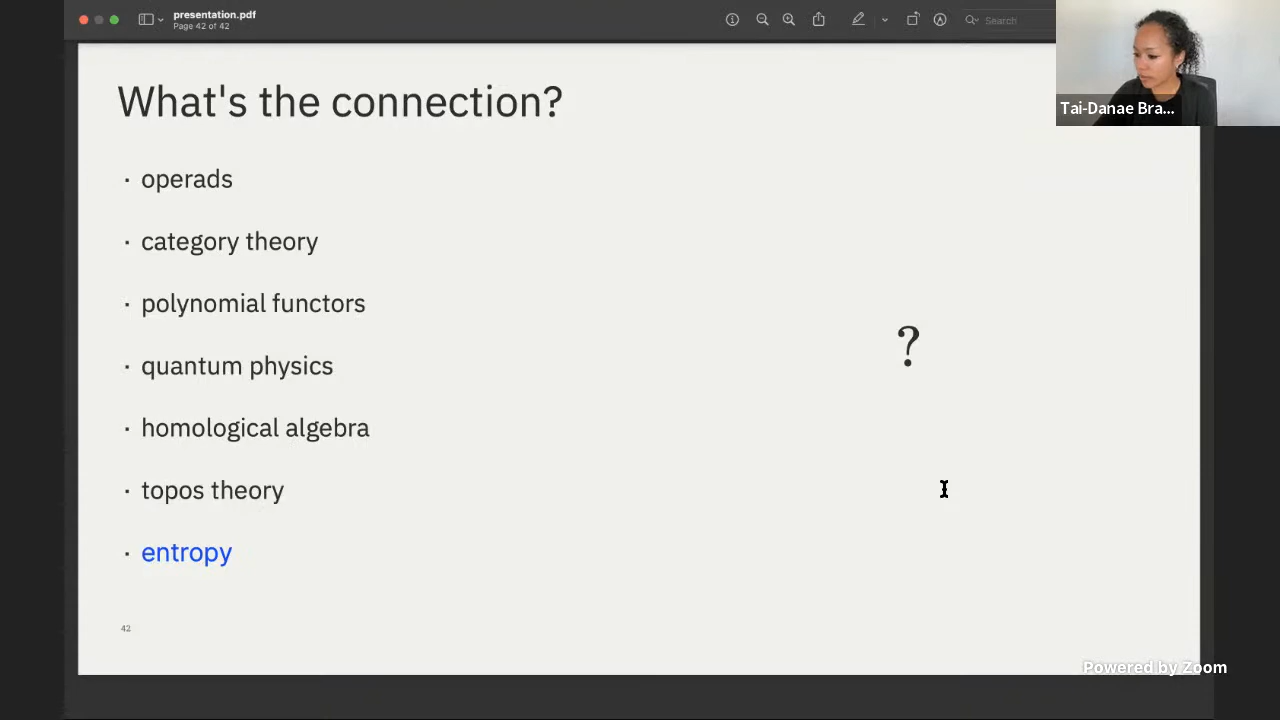 presentation.pdf
Page 42 of 42
Search
Tai-Danae Bra...
What's the connection?
· operads
· category theory
· polynomial functors
· quantum physics
· homological algebra
· topos theory
· entropy
?
42
Powered by Zoom